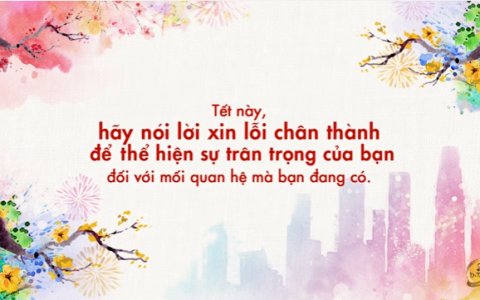 Tết này,
hãy nói lời xin lỗi chân thành
để thể hiện sự trân trọng của bạn
đối với mối quan hệ mà bạn đang có.